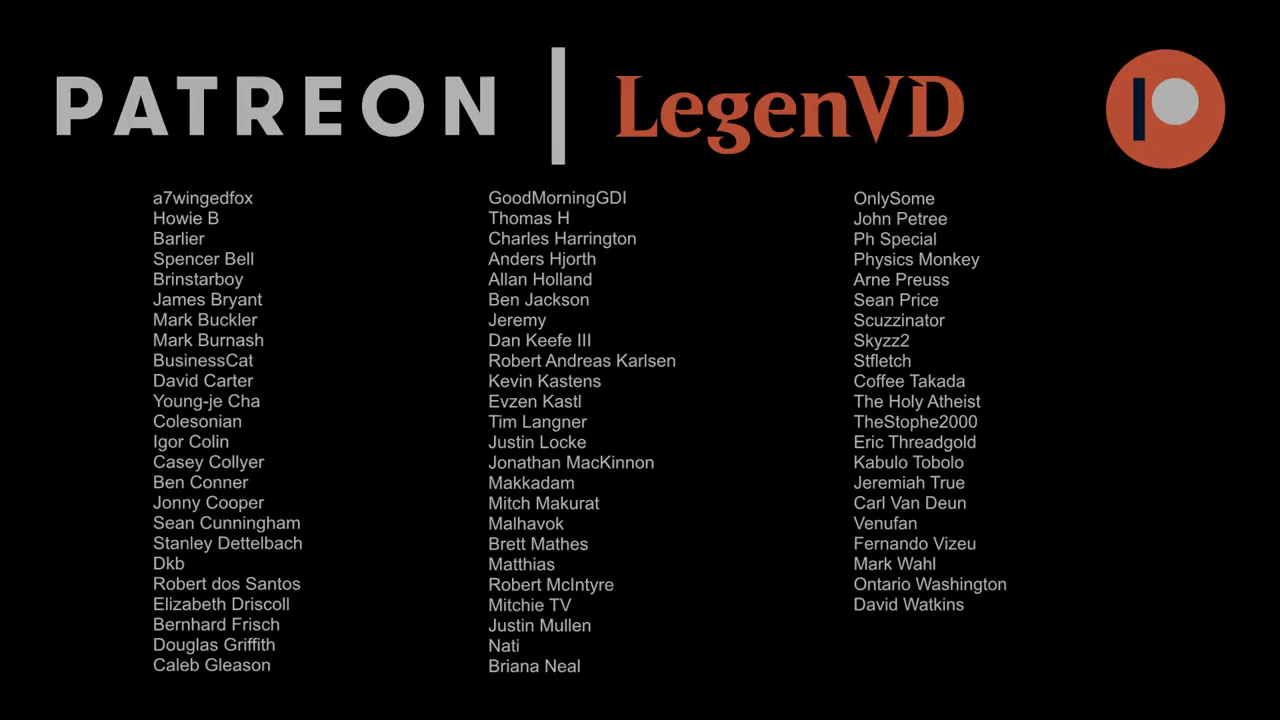 PATREON | LegenVD
a7wingedfox
Howie B
Barlier
Spencer Bell
Brinstarboy
James Bryant
Mark Buckler
Mark Burnash
BusinessCat
David Carter
Young-je Cha
Colesonian
Igor Colin
Casey Collyer
Ben Conner
Jonny Cooper
Sean Cunningham
Stanley Dettelbach
Dkb
Robert dos Santos
Elizabeth Driscoll
Bernhard Frisch
Douglas Griffith
Caleb Gleason
GoodMorningGDI
Thomas H
Charles Harrington
Anders Hjorth
Allan Holland
Ben Jackson
Jeremy
Dan Keefe III
Robert Andreas Karlsen
Kevin Kastens
Evzen Kastl
Tim Langner
Justin Locke
Jonathan MacKinnon
Makkadam
Mitch Makurat
Malhavok
Brett Mathes
Matthias
Robert McIntyre
Mitchie TV
Justin Mullen
Nati
Briana Neal
OnlySome
John Petree
Ph Special
Physics Monkey
Arne Preuss
Sean Price
Scuzzinator
Skyzz2
Stfletch
Coffee Takada
The Holy Atheist
TheStophe2000
Eric Threadgold
Kabulo Tobolo
Jeremiah True
Carl Van Deun
Venufan
Fernando Vizeu
Mark Wahl
Ontario Washington
David Watkins